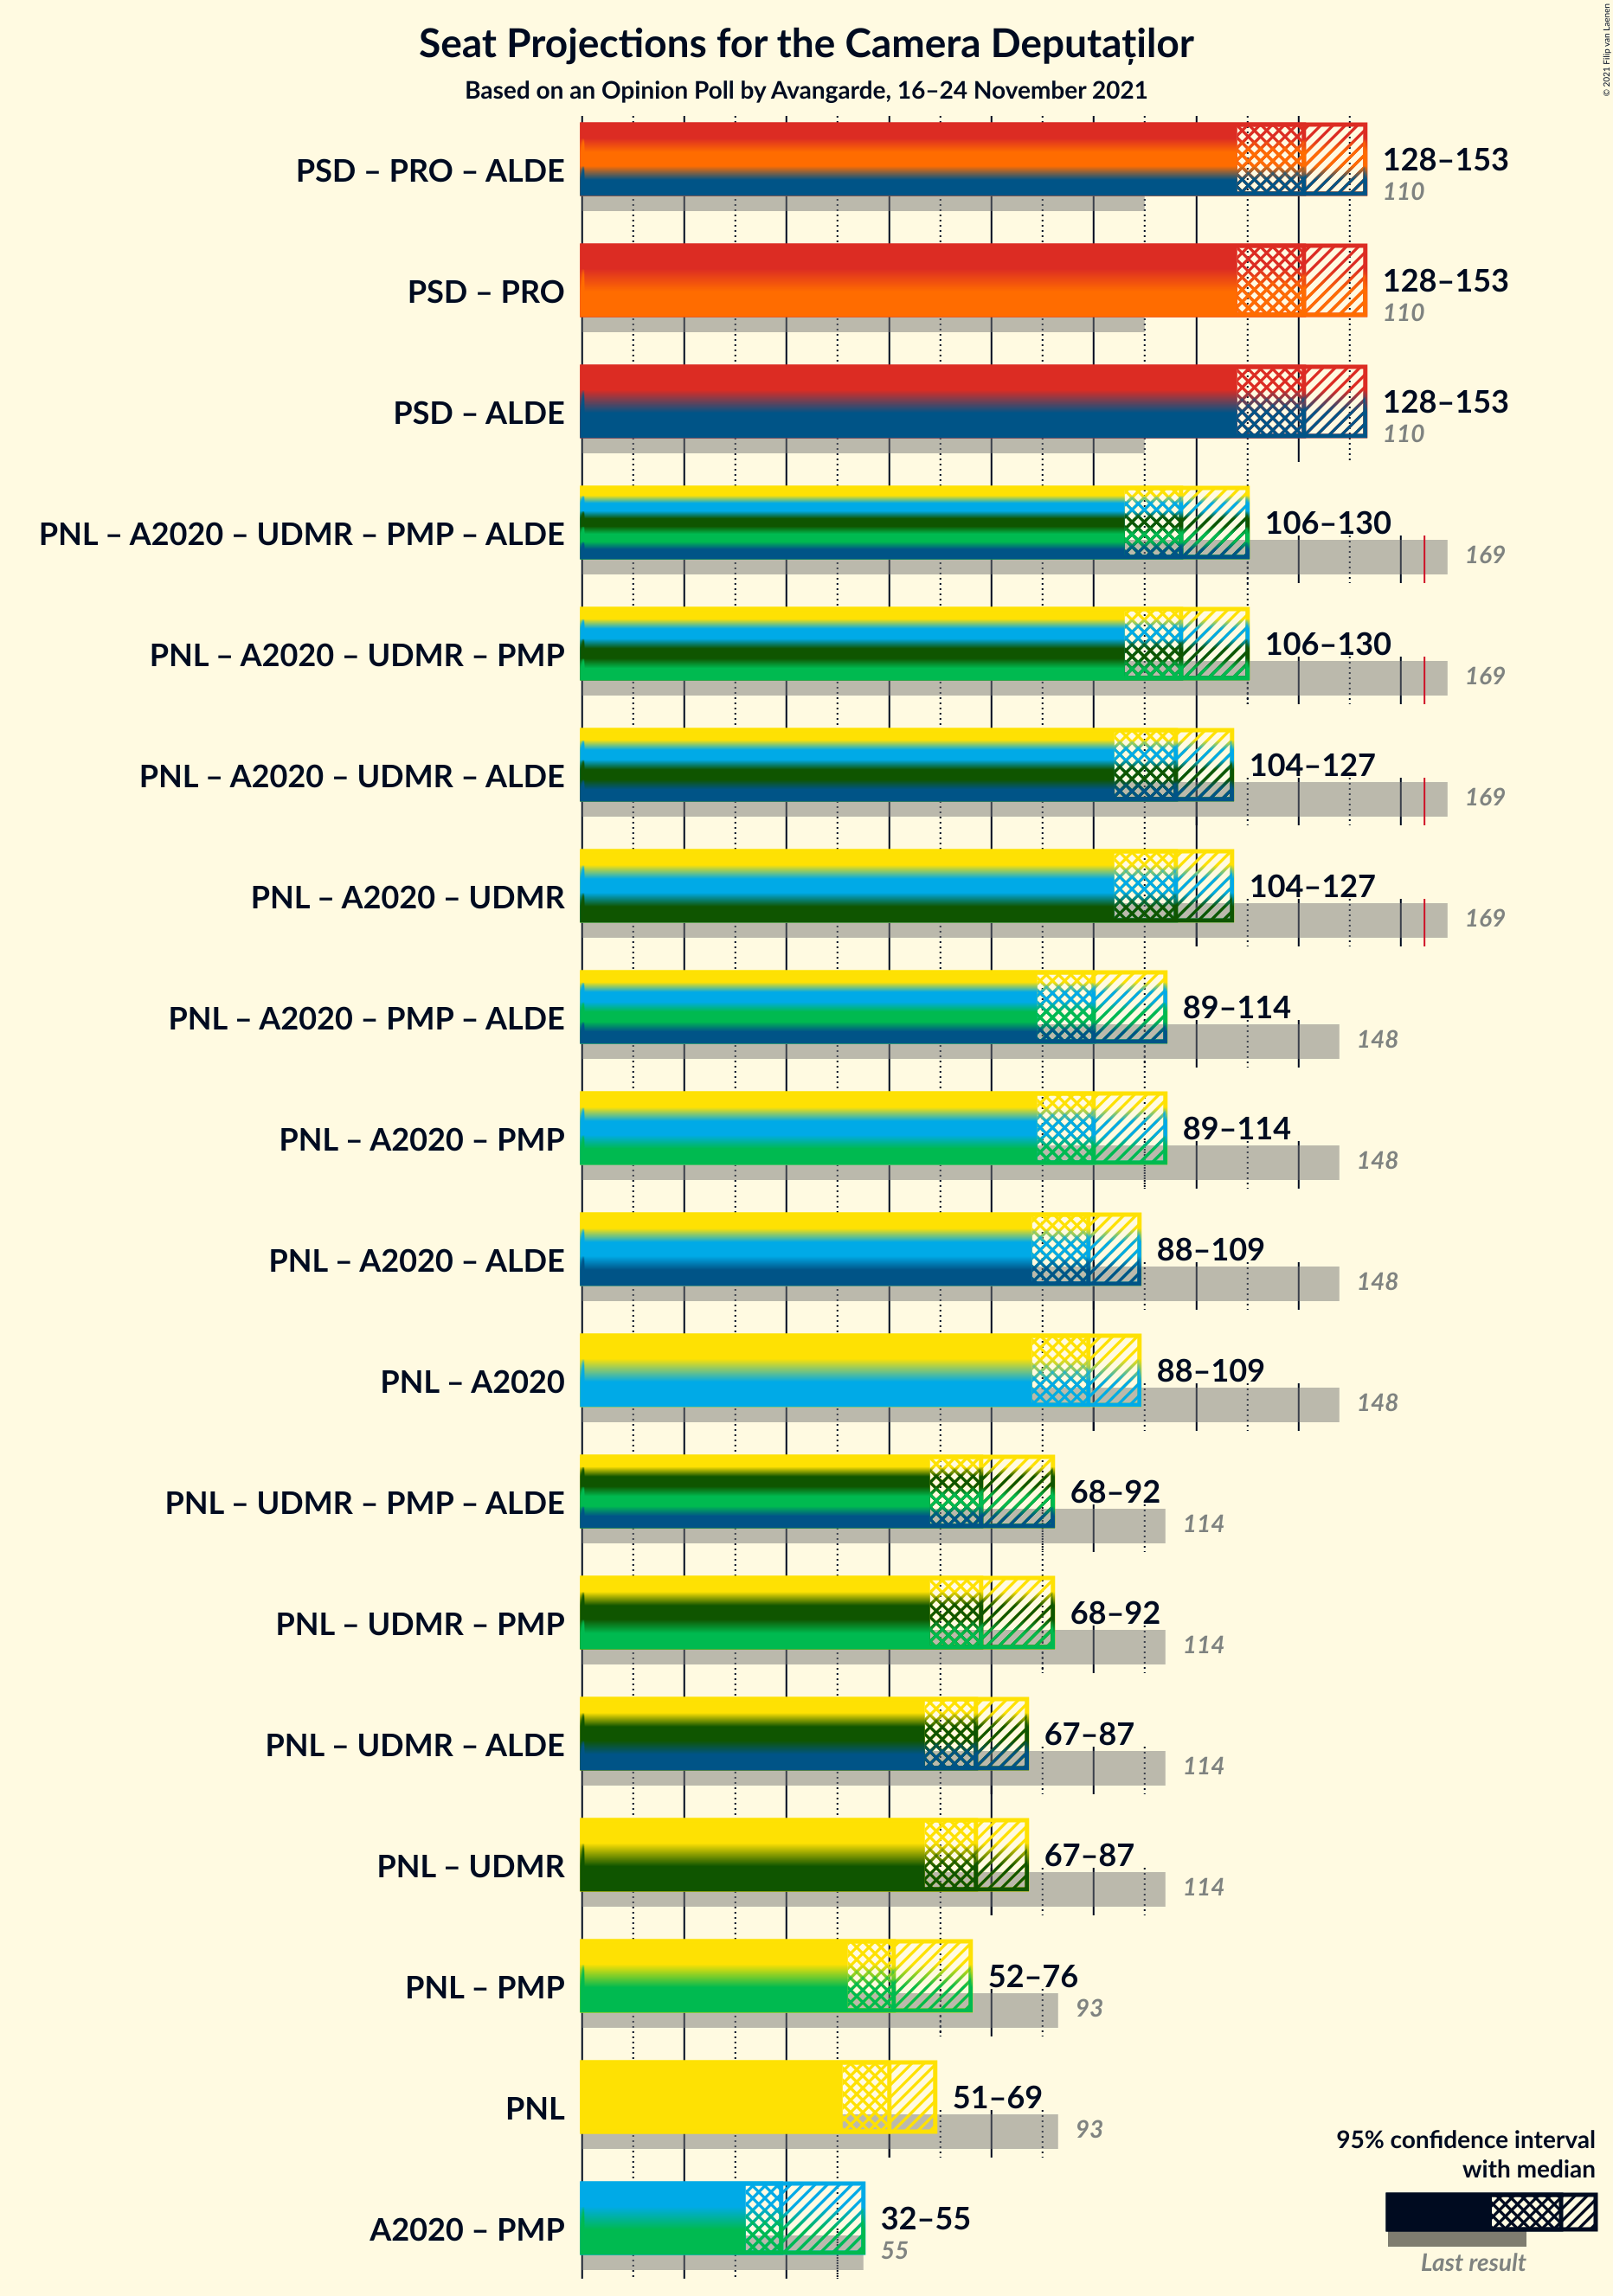 Seat Projections for the Camera Deputaților
Based on an Opinion Poll by Avangarde, 16–24 November 2021
© 2021 Filip van Laenen
PSD – PRO – ALDE
128–153
110
PSD – PRO
128–153
110
PSD – ALDE
128–153
110
PNL – A2020 – UDMR – PMP – ALDE
106–130
169
PNL – A2020 – UDMR – PMP
106–130
169
PNL – A2020 – UDMR – ALDE
104–127
169
PNL – A2020 – UDMR
104–127
169
PNL – A2020 – PMP – ALDE
89–114
148
PNL – A2020 – PMP
89–114
148
PNL – A2020 – ALDE
88–109
148
PNL – A2020
88–109
148
PNL – UDMR – PMP – ALDE
68–92
114
PNL – UDMR – PMP
68–92
114
PNL – UDMR – ALDE
67–87
114
PNL – UDMR
67–87
114
PNL – PMP
52–76
93
PNL
51–69
93
A2020 – PMP
32–55
55
95% confidence interval
with median
Last result